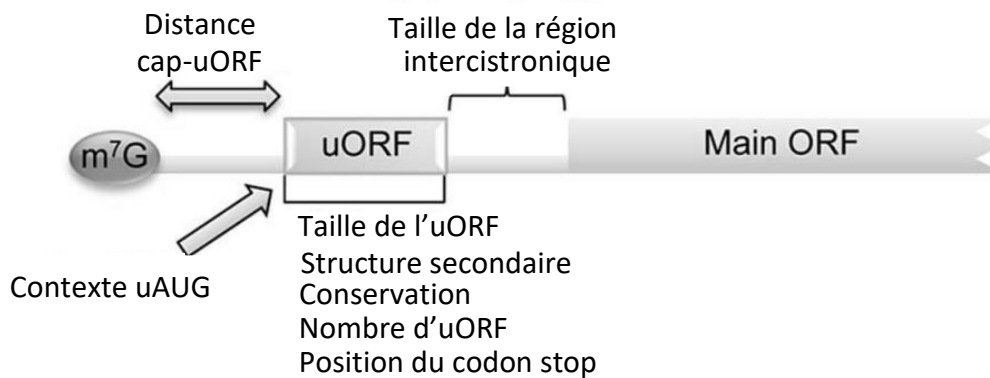 Distance
cap-uORF
Taille de la région
intercistronique
m⁷G
uORF
Main ORF
Contexte uAUG
Taille de l’uORF
Structure secondaire
Conservation
Nombre d’uORF
Position du codon stop